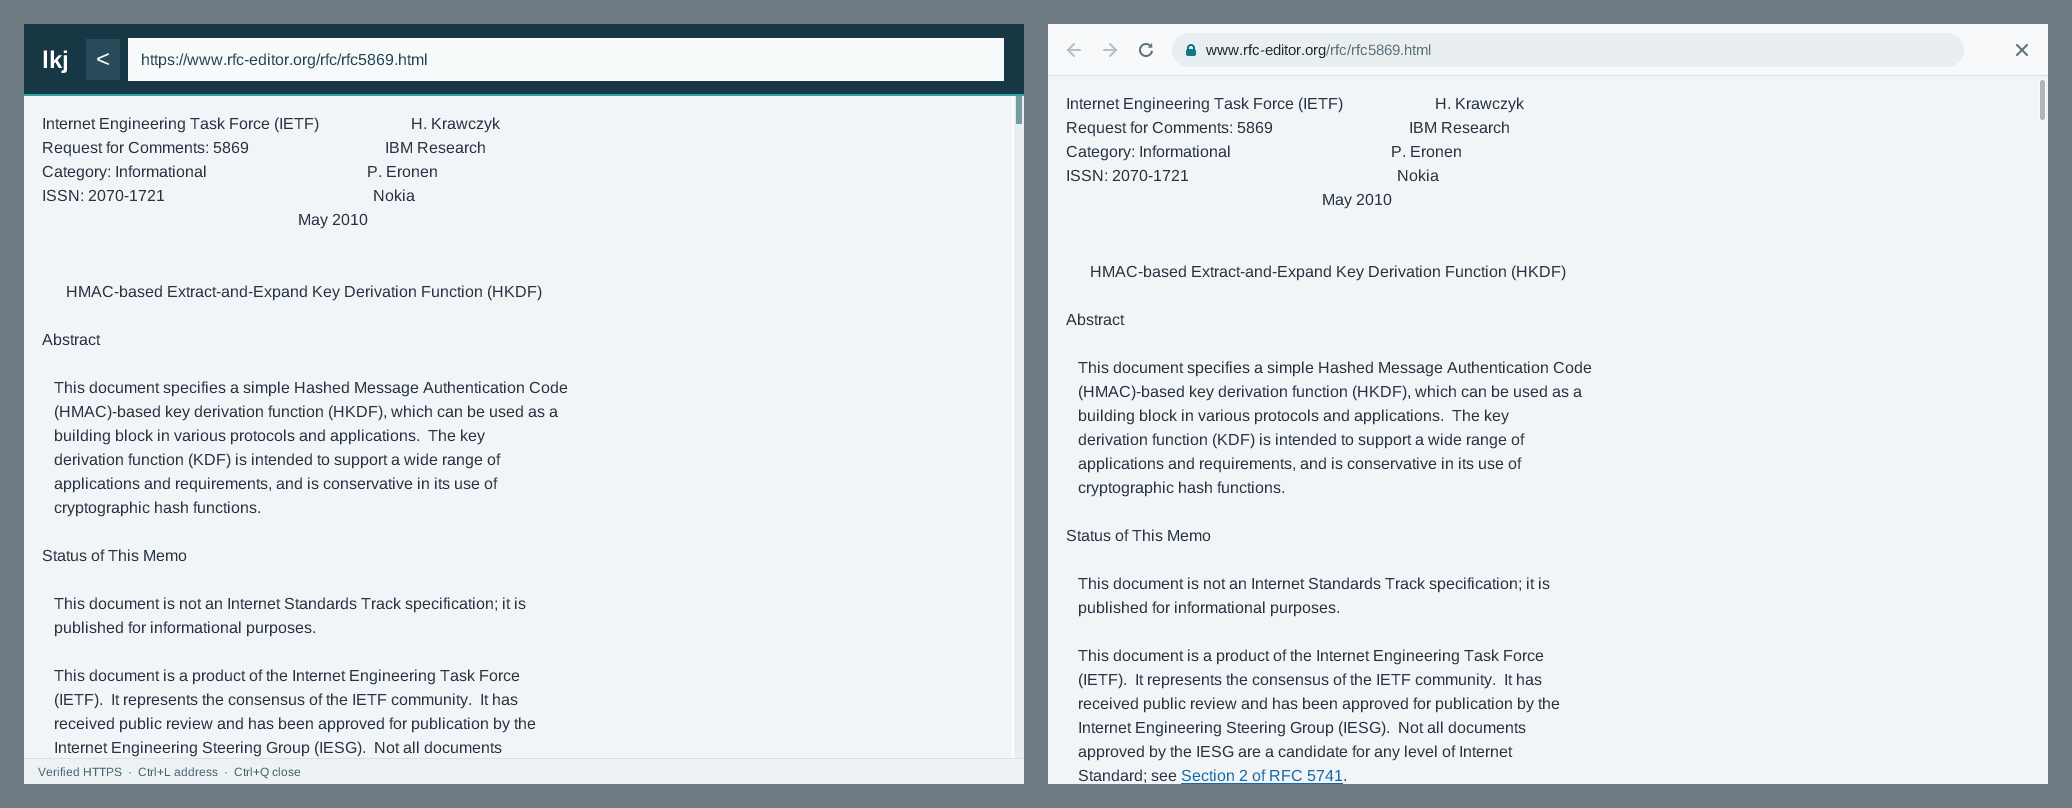 lkj < https://www.rfc-editor.org/rfc/rfc5869.html
Internet Engineering Task Force (IETF) H. Krawczyk
Request for Comments: 5869 IBM Research
Category: Informational P. Eronen
ISSN: 2070-1721 Nokia
May 2010
HMAC-based Extract-and-Expand Key Derivation Function (HKDF)
Abstract
This document specifies a simple Hashed Message Authentication Code
(HMAC)-based key derivation function (HKDF), which can be used as a
building block in various protocols and applications.  The key
derivation function (KDF) is intended to support a wide range of
applications and requirements, and is conservative in its use of
cryptographic hash functions.
Status of This Memo
This document is not an Internet Standards Track specification; it is
published for informational purposes.
This document is a product of the Internet Engineering Task Force
(IETF).  It represents the consensus of the IETF community.  It has
received public review and has been approved for publication by the
Internet Engineering Steering Group (IESG).  Not all documents
Verified HTTPS · Ctrl+L address · Ctrl+Q close
www.rfc-editor.org/rfc/rfc5869.html
Internet Engineering Task Force (IETF) H. Krawczyk
Request for Comments: 5869 IBM Research
Category: Informational P. Eronen
ISSN: 2070-1721 Nokia
May 2010
HMAC-based Extract-and-Expand Key Derivation Function (HKDF)
Abstract
This document specifies a simple Hashed Message Authentication Code
(HMAC)-based key derivation function (HKDF), which can be used as a
building block in various protocols and applications.  The key
derivation function (KDF) is intended to support a wide range of
applications and requirements, and is conservative in its use of
cryptographic hash functions.
Status of This Memo
This document is not an Internet Standards Track specification; it is
published for informational purposes.
This document is a product of the Internet Engineering Task Force
(IETF).  It represents the consensus of the IETF community.  It has
received public review and has been approved for publication by the
Internet Engineering Steering Group (IESG).  Not all documents
approved by the IESG are a candidate for any level of Internet
Standard; see Section 2 of RFC 5741.